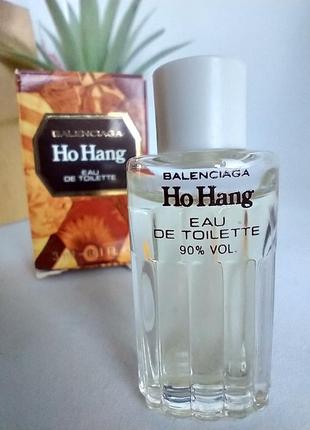 BALENCIAGA
Ho Hang
EAU
DE TOILETTE
BALENCIAGA
Ho Hang
EAU
DE TOILETTE
90% VOL.